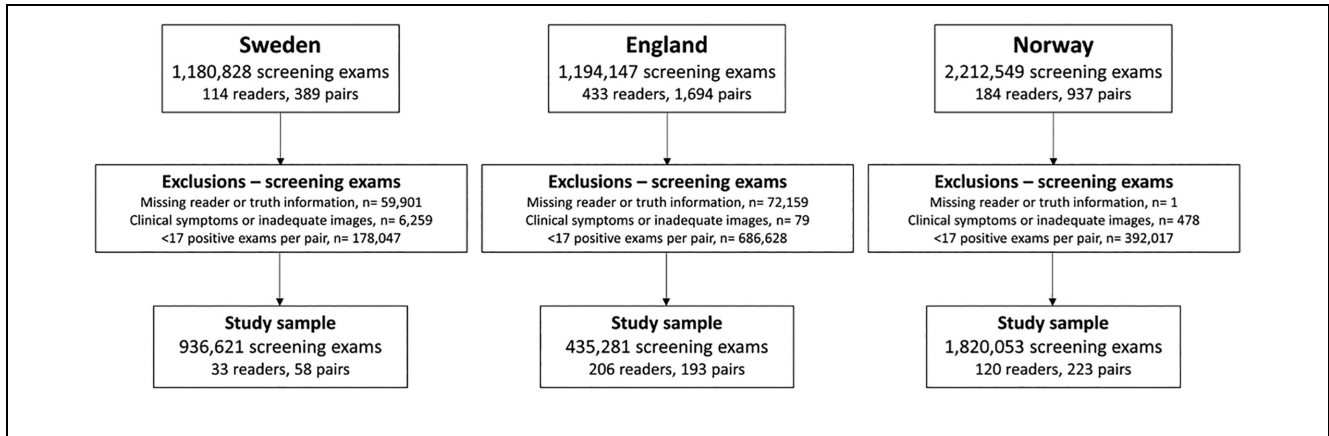 Sweden
1,180,828 screening exams
114 readers, 389 pairs
England
1,194,147 screening exams
433 readers, 1,694 pairs
Norway
2,212,549 screening exams
184 readers, 937 pairs
Exclusions – screening exams
Missing reader or truth information, n= 59,901
Clinical symptoms or inadequate images, n= 6,259
<17 positive exams per pair, n= 178,047
Exclusions – screening exams
Missing reader or truth information, n= 72,159
Clinical symptoms or inadequate images, n= 79
<17 positive exams per pair, n= 686,628
Exclusions – screening exams
Missing reader or truth information, n= 1
Clinical symptoms or inadequate images, n= 478
<17 positive exams per pair, n= 392,017
Study sample
936,621 screening exams
33 readers, 58 pairs
Study sample
435,281 screening exams
206 readers, 193 pairs
Study sample
1,820,053 screening exams
120 readers, 223 pairs